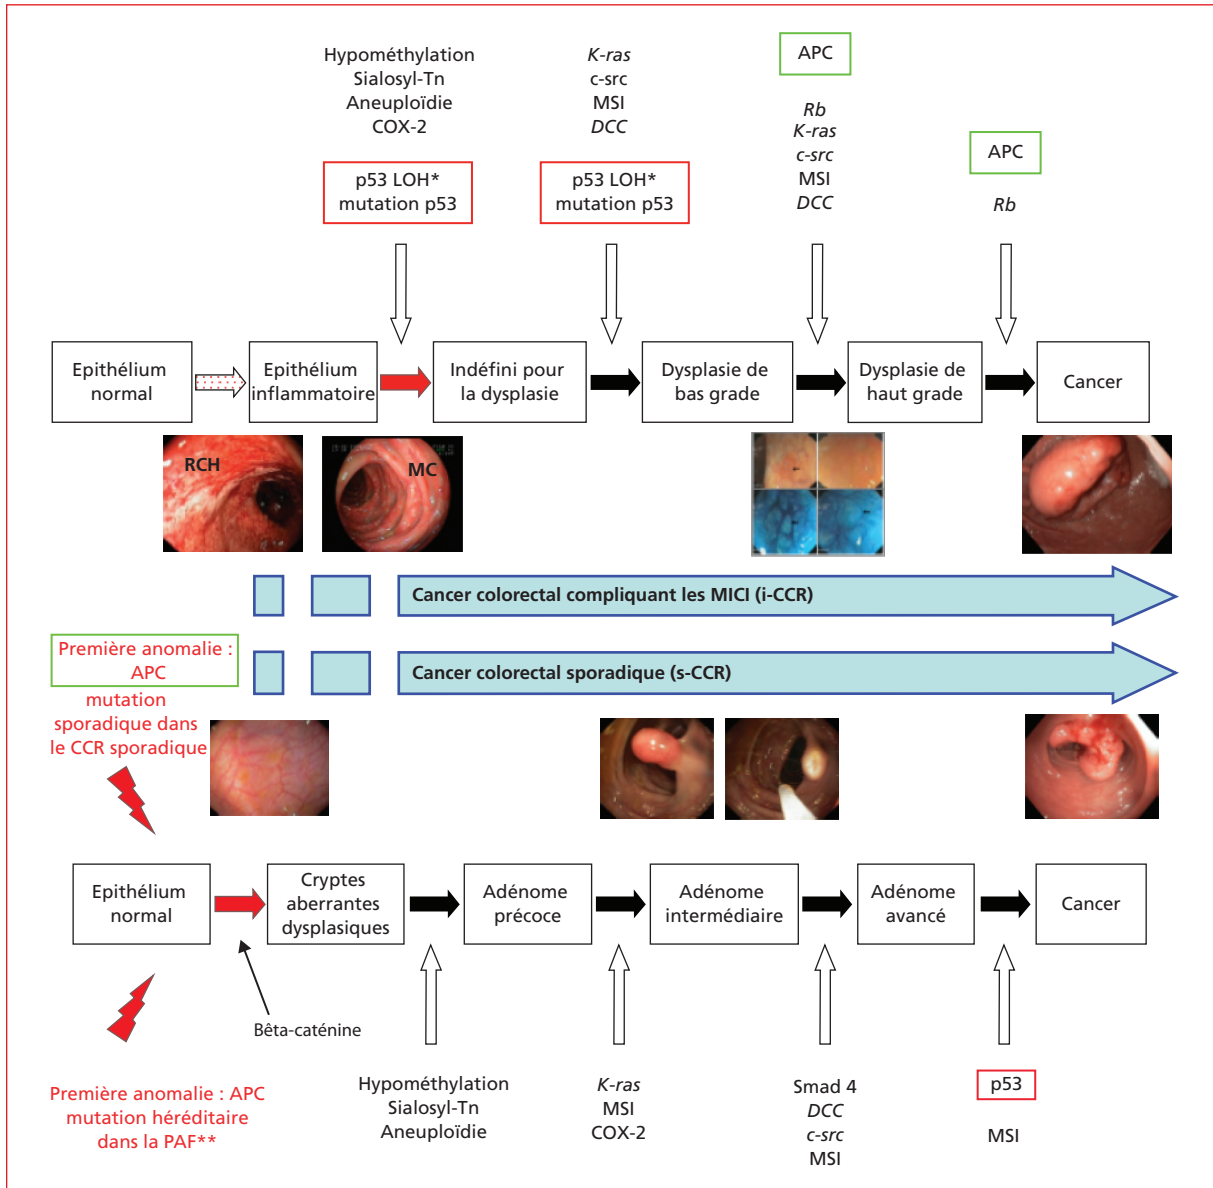 Hypométhylation
Sialosyl-Tn
Aneuploïdie
COX-2
p53 LOH*
mutation p53
K-ras
c-src
MSI
DCC
p53 LOH*
mutation p53
APC
Rb
K-ras
c-src
MSI
DCC
APC
Rb
Epithélium
normal
Epithélium
inflammatoire
Indéfini pour
la dysplasie
Dysplasie de
bas grade
Dysplasie de
haut grade
Cancer
RCH
MC
Cancer colorectal compliquant les MICI (i-CCR)
Cancer colorectal sporadique (s-CCR)
Première anomalie :
APC
mutation
sporadique dans
le CCR sporadique
Epithélium
normal
Cryptes
aberrantes
dysplasiques
Adénome
précoce
Adénome
intermédiaire
Adénome
avancé
Cancer
Bêta-caténine
Première anomalie : APC
mutation héréditaire
dans la PAF**
Hypométhylation
Sialosyl-Tn
Aneuploïdie
K-ras
MSI
COX-2
Smad 4
DCC
c-src
MSI
p53
MSI